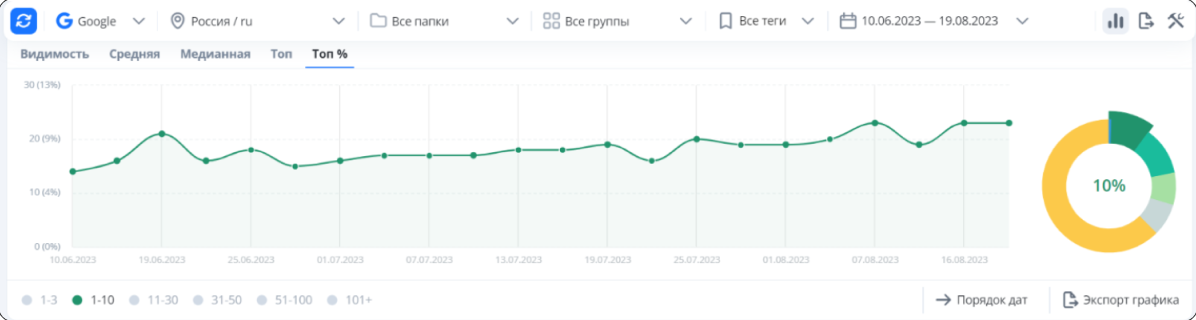 Google Россия / ru Все папки Все группы Все теги 10.06.2023 — 19.08.2023
Видимость Средняя Медианная Топ Топ %
30 (13%)
20 (9%)
10 (4%)
0 (0%)
10.06.2023 19.06.2023 25.06.2023 01.07.2023 07.07.2023 13.07.2023 19.07.2023 25.07.2023 01.08.2023 07.08.2023 16.08.2023
10%
1-3 1-10 11-30 31-50 51-100 101+ Порядок дат Экспорт графика